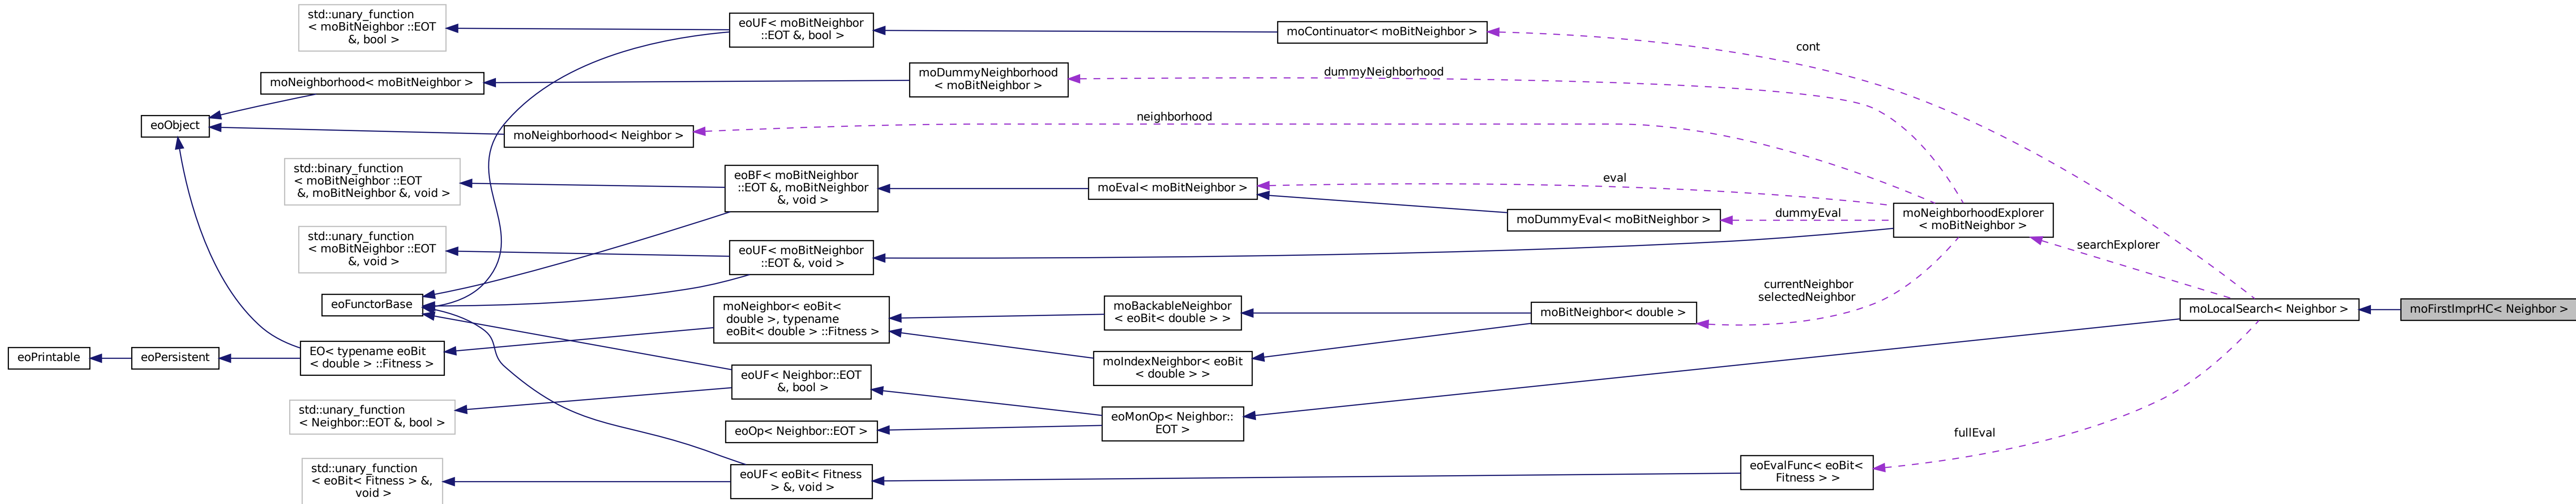 std::unary_function
< moBitNeighbor ::EOT
&, bool >
eoUF< moBitNeighbor
::EOT &, bool >
moContinuator< moBitNeighbor >
cont
moNeighborhood< moBitNeighbor >
moDummyNeighborhood
< moBitNeighbor >
dummyNeighborhood
eoObject
moNeighborhood< Neighbor >
neighborhood
std::binary_function
< moBitNeighbor ::EOT
&, moBitNeighbor &, void >
eoBF< moBitNeighbor
::EOT &, moBitNeighbor
&, void >
moEval< moBitNeighbor >
eval
moDummyEval< moBitNeighbor >
dummyEval
moNeighborhoodExplorer
< moBitNeighbor >
std::unary_function
< moBitNeighbor ::EOT
&, void >
eoUF< moBitNeighbor
::EOT &, void >
searchExplorer
eoFunctorBase
moNeighbor< eoBit<
double >, typename
eoBit< double > ::Fitness >
moBackableNeighbor
< eoBit< double > >
moBitNeighbor< double >
currentNeighbor
selectedNeighbor
moLocalSearch< Neighbor >
moFirstImprHC< Neighbor >
eoPrintable
eoPersistent
EO< typename eoBit
< double > ::Fitness >
moIndexNeighbor< eoBit
< double > >
eoUF< Neighbor::EOT
&, bool >
std::unary_function
< Neighbor::EOT &, bool >
eoOp< Neighbor::EOT >
eoMonOp< Neighbor::
EOT >
fullEval
std::unary_function
< eoBit< Fitness > &,
void >
eoUF< eoBit< Fitness
> &, void >
eoEvalFunc< eoBit<
Fitness > >